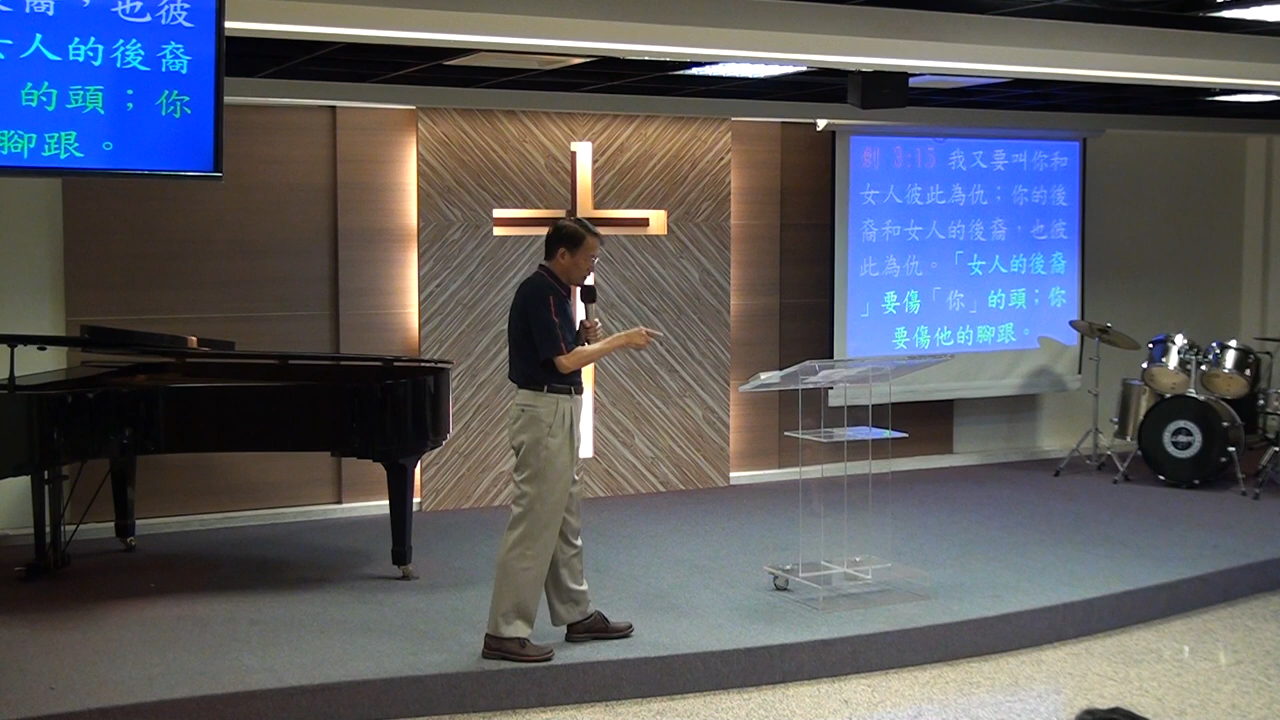 裔，也彼
女人的後裔
的頭；你
腳跟。
創 3:15 我又要叫你和
女人彼此為仇；你的後
裔和女人的後裔，也彼
此為仇。「女人的後裔
」要傷「你」的頭；你
要傷他的腳跟。